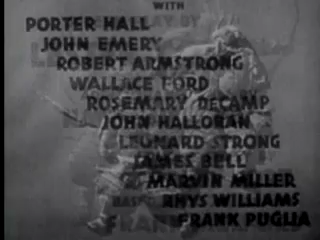 WITH
PORTER HALL
JOHN EMERY
ROBERT ARMSTRONG
WALLACE FORD
ROSEMARY DECAMP
JOHN HALLORAN
LEONARD STRONG
JAMES BELL
MARVIN MILLER
RHYS WILLIAMS
FRANK PUGLIA